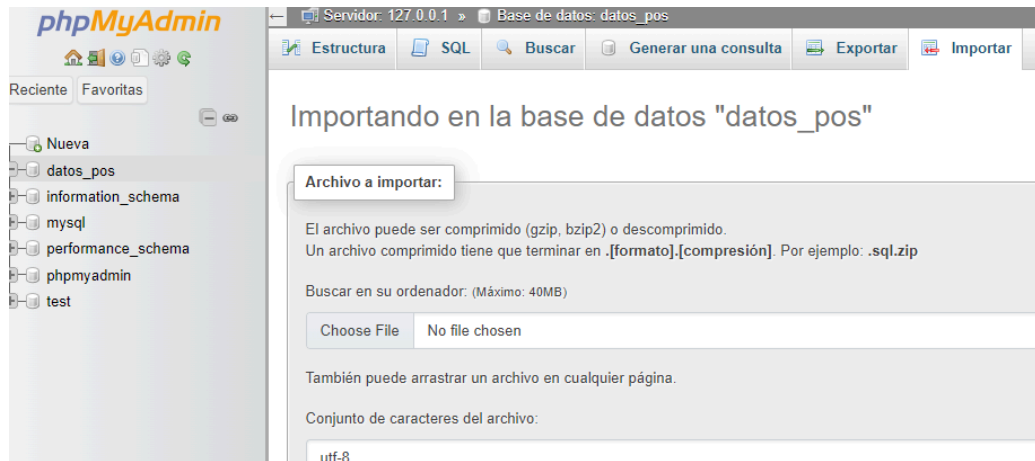 phpMyAdmin
Reciente Favoritas
Nueva
datos_pos
information_schema
mysql
performance_schema
phpmyadmin
test
Servidor: 127.0.0.1 » Base de datos: datos_pos
Estructura SQL Buscar Generar una consulta Exportar Importar
Importando en la base de datos "datos_pos"
Archivo a importar:
El archivo puede ser comprimido (gzip, bzip2) o descomprimido.
Un archivo comprimido tiene que terminar en .[formato].[compresión]. Por ejemplo: .sql.zip
Buscar en su ordenador: (Máximo: 40MB)
Choose File No file chosen
También puede arrastrar un archivo en cualquier página.
Conjunto de caracteres del archivo:
utf-8